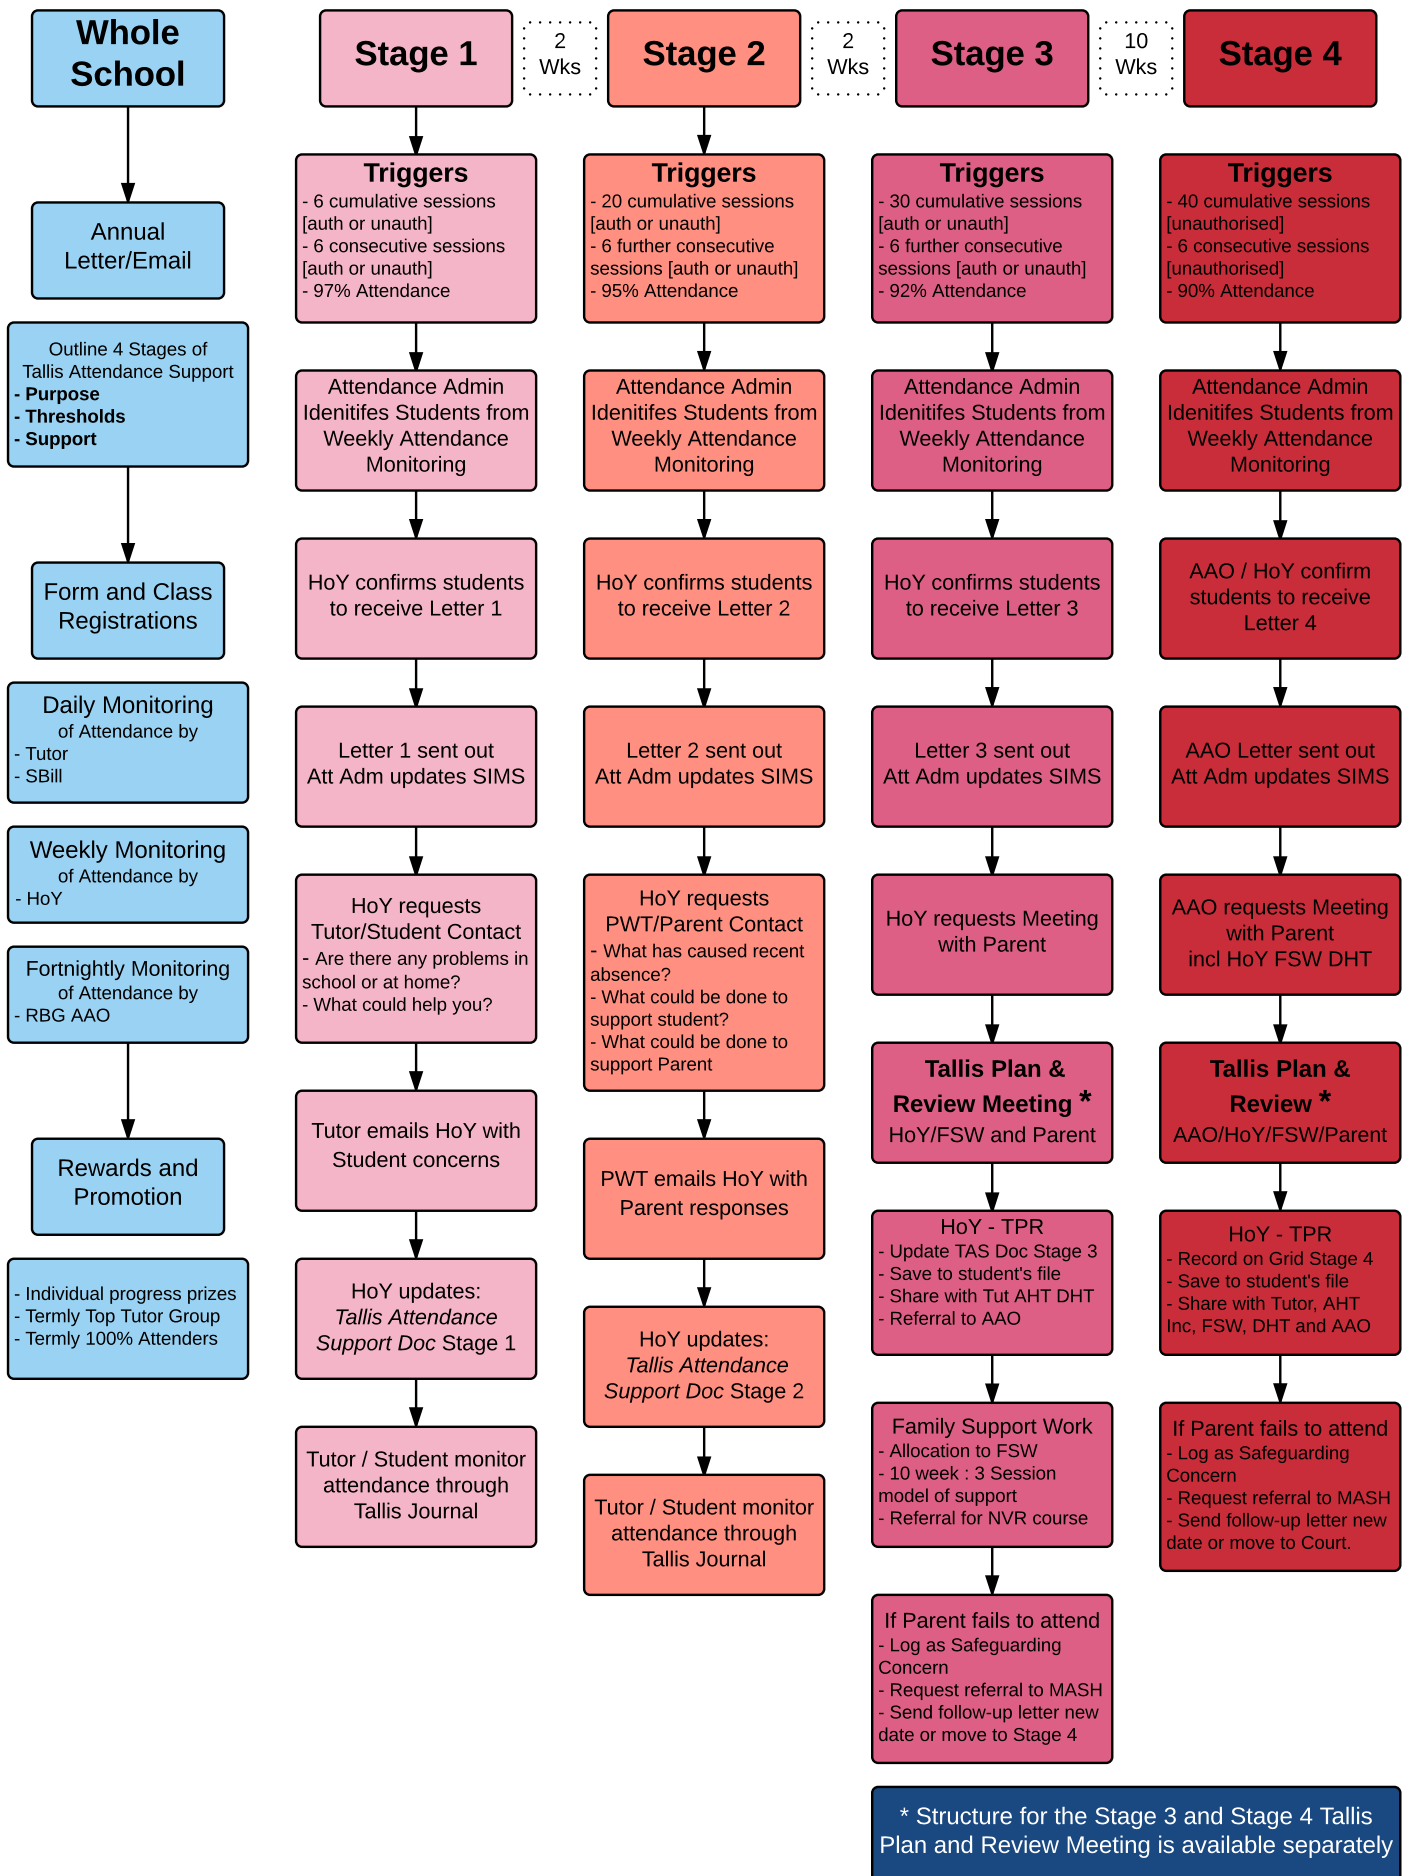 Whole
School
Annual
Letter/Email
Outline 4 Stages of
Tallis Attendance Support
- Purpose
- Thresholds
- Support
Form and Class
Registrations
Daily Monitoring
of Attendance by
- Tutor
- SBill
Weekly Monitoring
of Attendance by
- HoY
Fortnightly Monitoring
of Attendance by
- RBG AAO
Rewards and
Promotion
- Individual progress prizes
- Termly Top Tutor Group
- Termly 100% Attenders
Stage 1
Triggers
- 6 cumulative sessions
[auth or unauth]
- 6 consecutive sessions
[auth or unauth]
- 97% Attendance
Attendance Admin
Idenitifes Students from
Weekly Attendance
Monitoring
HoY confirms students
to receive Letter 1
Letter 1 sent out
Att Adm updates SIMS
HoY requests
Tutor/Student Contact
- Are there any problems in
school or at home?
- What could help you?
Tutor emails HoY with
Student concerns
HoY updates:
Tallis Attendance
Support Doc Stage 1
Tutor / Student monitor
attendance through
Tallis Journal
2
Wks
Stage 2
Triggers
- 20 cumulative sessions
[auth or unauth]
- 6 further consecutive
sessions [auth or unauth]
- 95% Attendance
Attendance Admin
Idenitifes Students from
Weekly Attendance
Monitoring
HoY confirms students
to receive Letter 2
Letter 2 sent out
Att Adm updates SIMS
HoY requests
PWT/Parent Contact
- What has caused recent
absence?
- What could be done to
support student?
- What could be done to
support Parent
PWT emails HoY with
Parent responses
HoY updates:
Tallis Attendance
Support Doc Stage 2
Tutor / Student monitor
attendance through
Tallis Journal
2
Wks
Stage 3
Triggers
- 30 cumulative sessions
[auth or unauth]
- 6 further consecutive
sessions [auth or unauth]
- 92% Attendance
Attendance Admin
Idenitifes Students from
Weekly Attendance
Monitoring
HoY confirms students
to receive Letter 3
Letter 3 sent out
Att Adm updates SIMS
HoY requests Meeting
with Parent
Tallis Plan &
Review Meeting *
HoY/FSW and Parent
HoY - TPR
- Update TAS Doc Stage 3
- Save to student's file
- Share with Tut AHT DHT
- Referral to AAO
Family Support Work
- Allocation to FSW
- 10 week : 3 Session
model of support
- Referral for NVR course
If Parent fails to attend
- Log as Safeguarding
Concern
- Request referral to MASH
- Send follow-up letter new
date or move to Stage 4
10
Wks
Stage 4
Triggers
- 40 cumulative sessions
[unauthorised]
- 6 consecutive sessions
[unauthorised]
- 90% Attendance
Attendance Admin
Idenitifes Students from
Weekly Attendance
Monitoring
AAO / HoY confirm
students to receive
Letter 4
AAO Letter sent out
Att Adm updates SIMS
AAO requests Meeting
with Parent
incl HoY FSW DHT
Tallis Plan &
Review *
AAO/HoY/FSW/Parent
HoY - TPR
- Record on Grid Stage 4
- Save to student's file
- Share with Tutor, AHT
Inc, FSW, DHT and AAO
If Parent fails to attend
- Log as Safeguarding
Concern
- Request referral to MASH
- Send follow-up letter new
date or move to Court.
* Structure for the Stage 3 and Stage 4 Tallis
Plan and Review Meeting is available separately